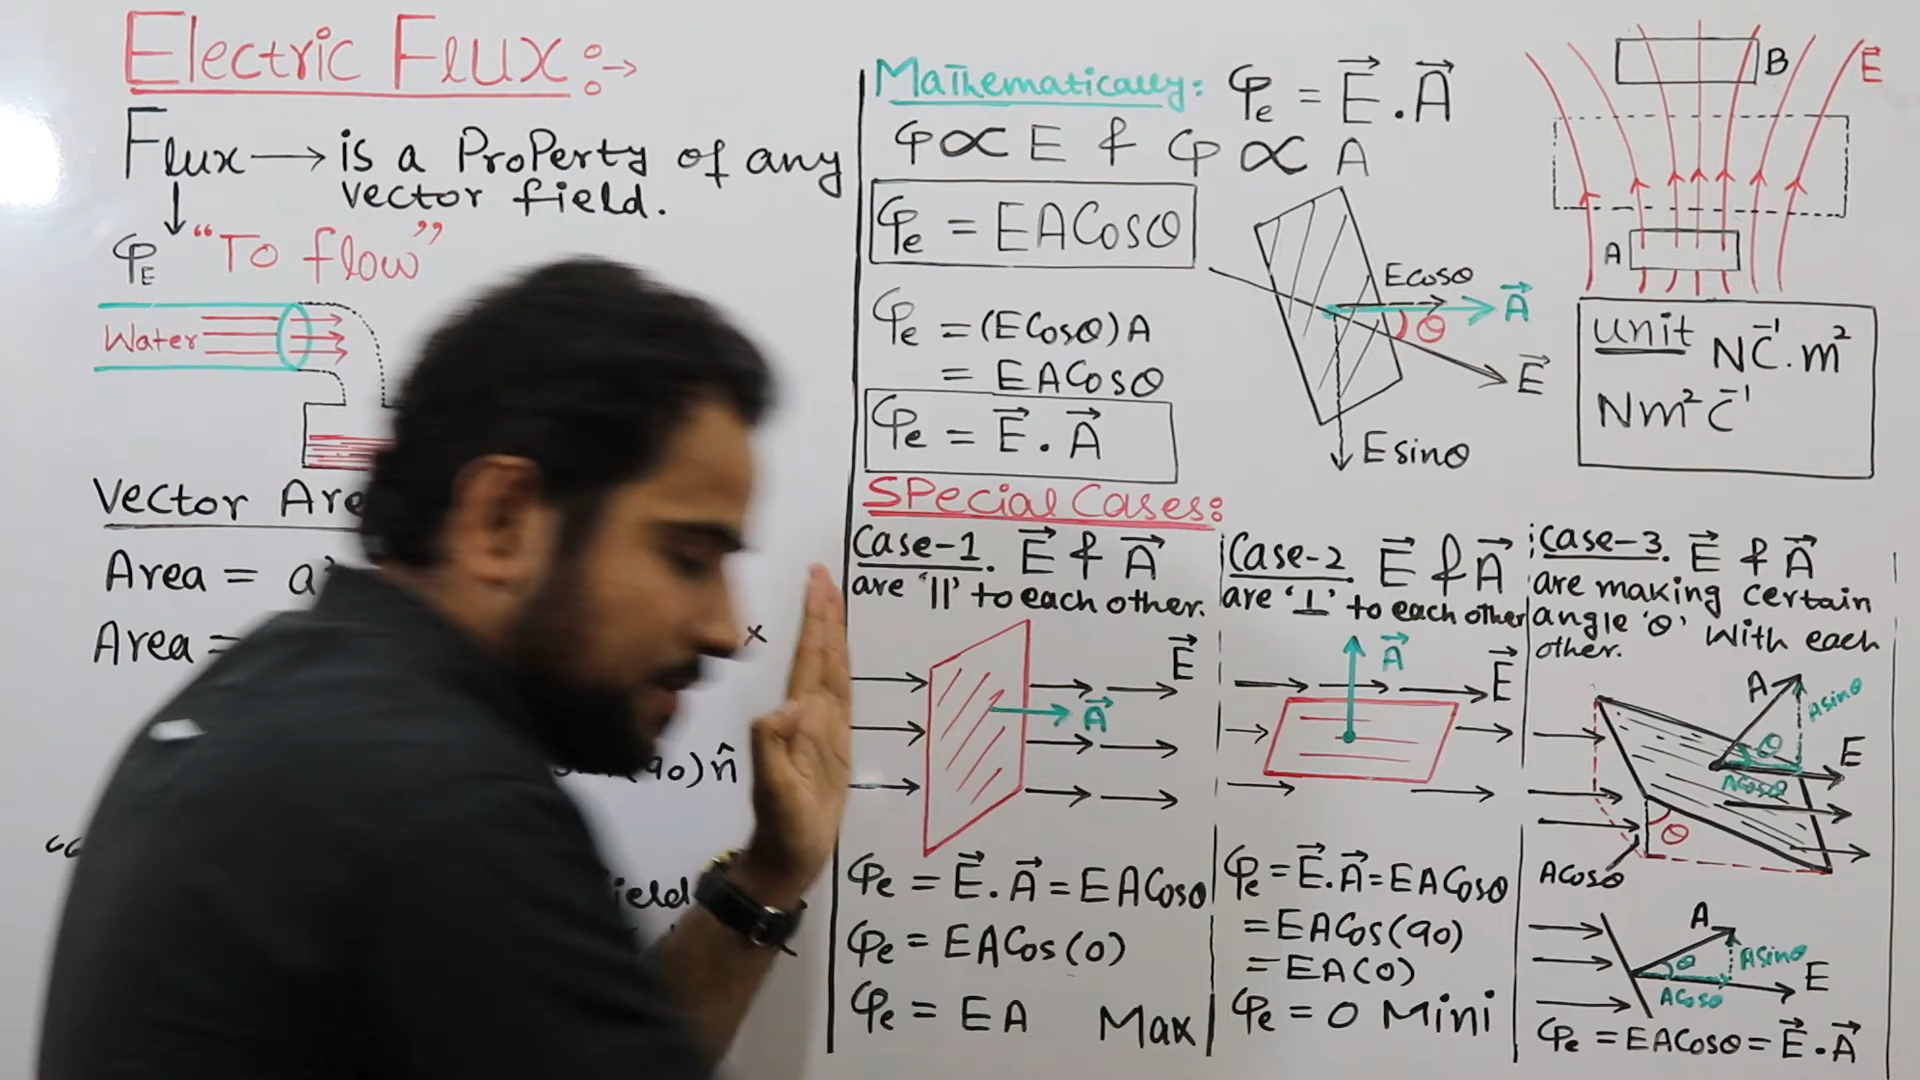 Electric Flux :→
Flux → is a Property of any
vector field.
φE "To flow"
Water
Vector Are
Area = a²
Area =
x
90) n̂
ield
Mathematically: φe = E⃗ . A⃗
φ ∝ E & φ ∝ A
φe = EACosθ
φe = (ECosθ)A
= EACosθ
φe = E⃗ . A⃗
Ecosθ
A⃗
θ
E⃗
Esinθ
B
E⃗
A
unit NC⁻¹.m²
Nm²C⁻¹
Special Cases:
Case-1. E⃗ & A⃗
are '||' to each other.
E⃗
A⃗
φe = E⃗ . A⃗ = EACosθ
φe = EACos(0)
φe = EA Max
Case-2. E⃗ & A⃗
are '⊥' to each other
A⃗
E⃗
φe = E⃗ . A⃗ = EACosθ
= EACos(90)
= EA(0)
φe = 0 Mini
Case-3. E⃗ & A⃗
are making certain
angle 'θ' with each
other.
A
Asinθ
θ
E
ACosθ
θ
ACosθ
A
θ
Asinθ
E
ACosθ
φe = EACosθ = E⃗ . A⃗